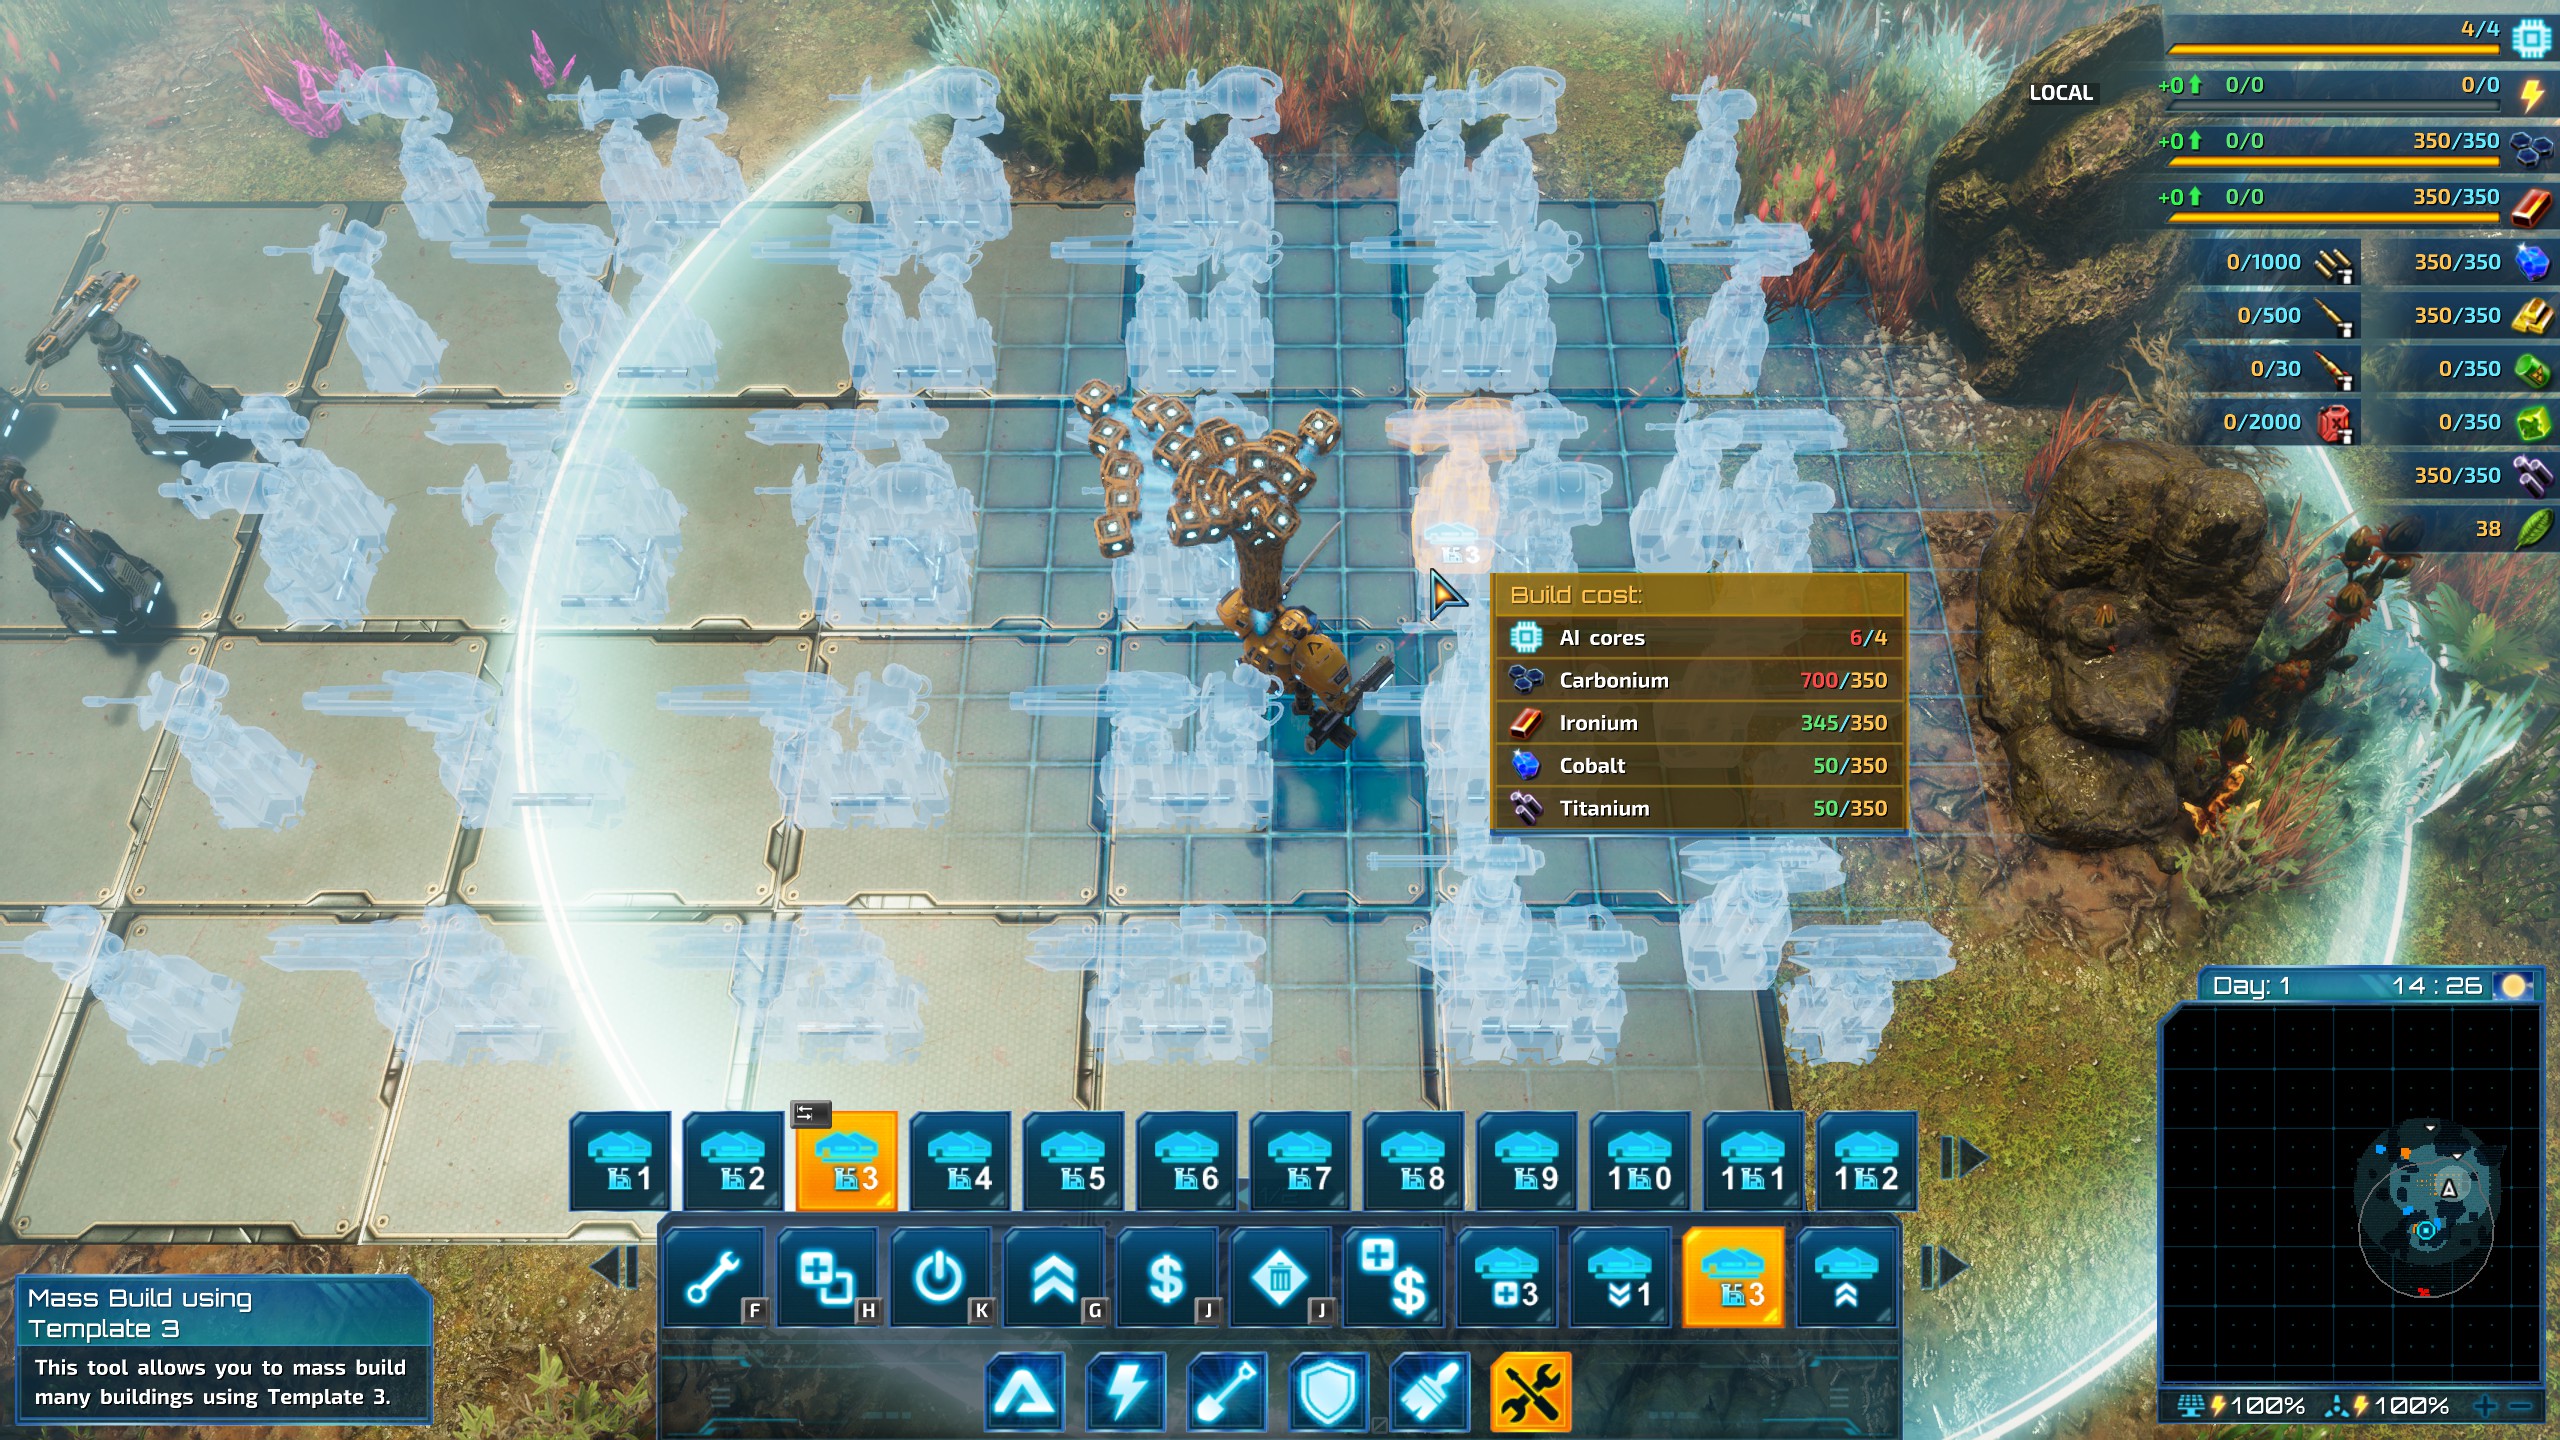 4/4
LOCAL
+0 0/0 0/0
+0 0/0 350/350
+0 0/0 350/350
0/1000 350/350
0/500 350/350
0/30 0/350
0/2000 0/350
350/350
38
3
Build cost:
AI cores 6/4
Carbonium 700/350
Ironium 345/350
Cobalt 50/350
Titanium 50/350
Day: 1 14:26
1 2 3 4 5 6 7 8 9 10 11 12
F H K G J J 3 1 3
$ $
Mass Build using
Template 3
This tool allows you to mass build
many buildings using Template 3.
100% 100%